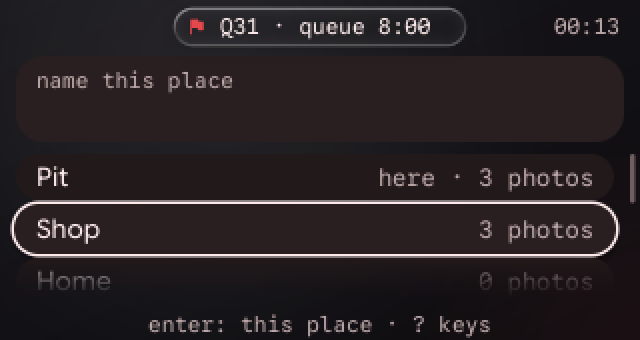 Q31 · queue 8:00
00:13
name this place
Pit here · 3 photos
Shop 3 photos
Home 0 photos
enter: this place · ? keys